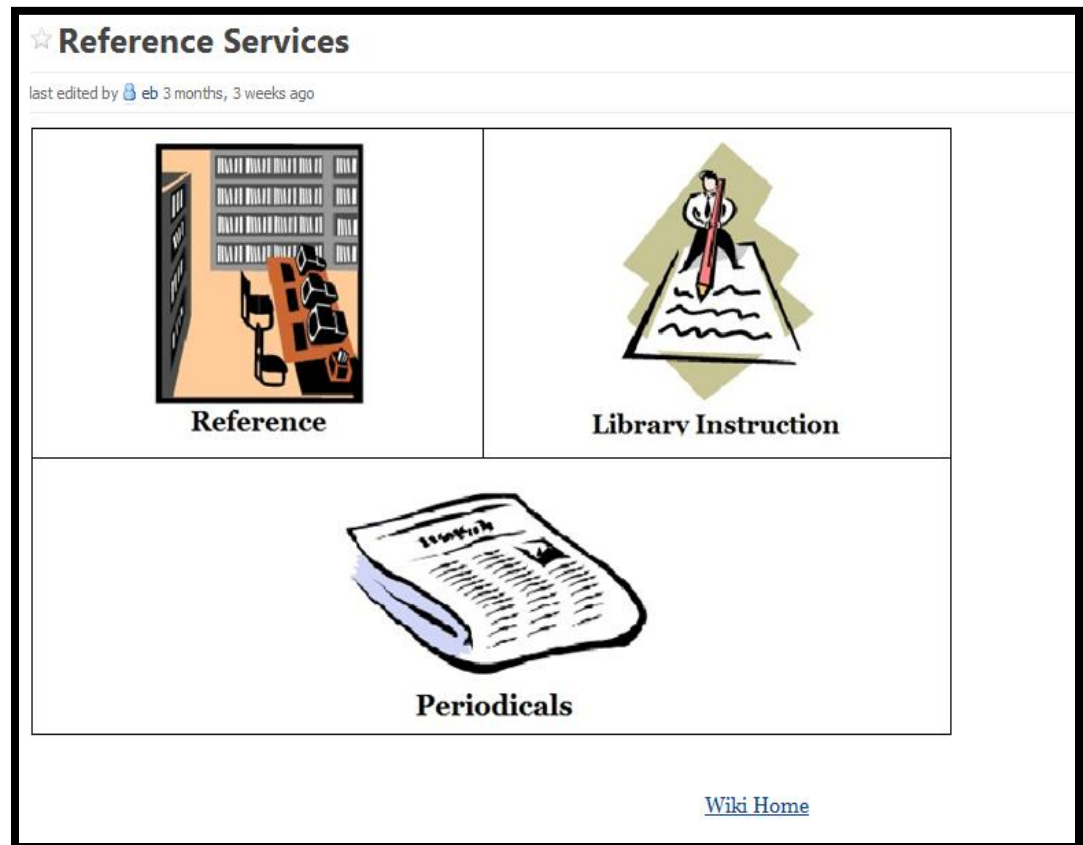 Reference Services
last edited by eb 3 months, 3 weeks ago
Reference
Library Instruction
Periodicals
Wiki Home